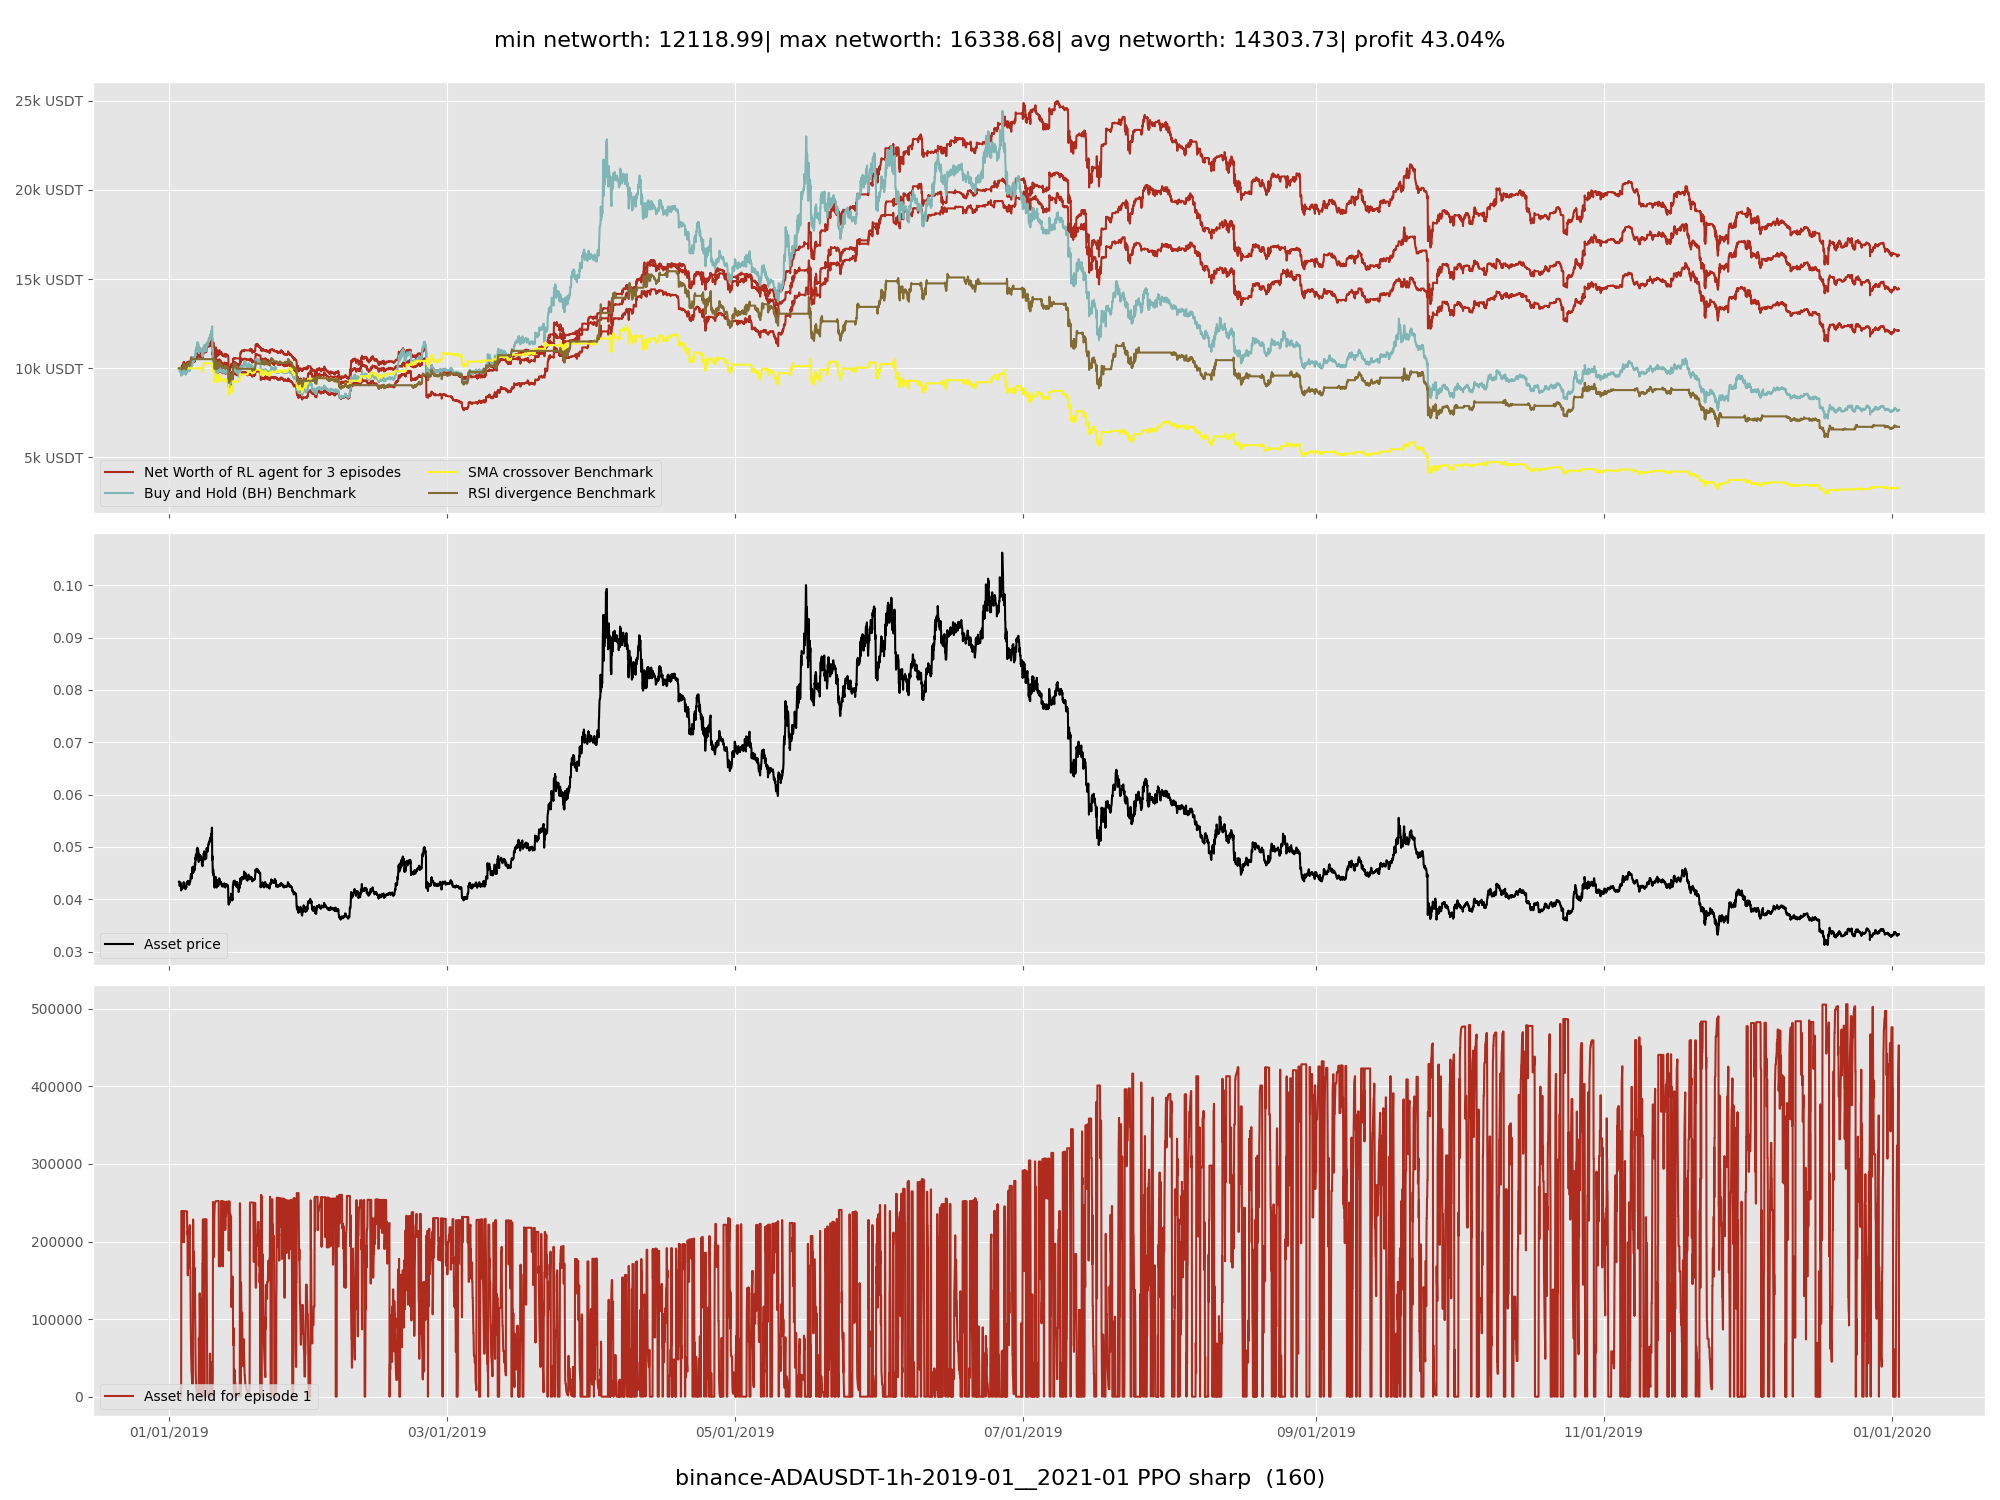 min networth: 12118.99| max networth: 16338.68| avg networth: 14303.73| profit 43.04%
25k USDT
20k USDT
15k USDT
10k USDT
5k USDT
Net Worth of RL agent for 3 episodes
Buy and Hold (BH) Benchmark
SMA crossover Benchmark
RSI divergence Benchmark
0.10
0.09
0.08
0.07
0.06
0.05
0.04
0.03
Asset price
500000
400000
300000
200000
100000
0
Asset held for episode 1
01/01/2019
03/01/2019
05/01/2019
07/01/2019
09/01/2019
11/01/2019
01/01/2020
binance-ADAUSDT-1h-2019-01__2021-01 PPO sharp  (160)